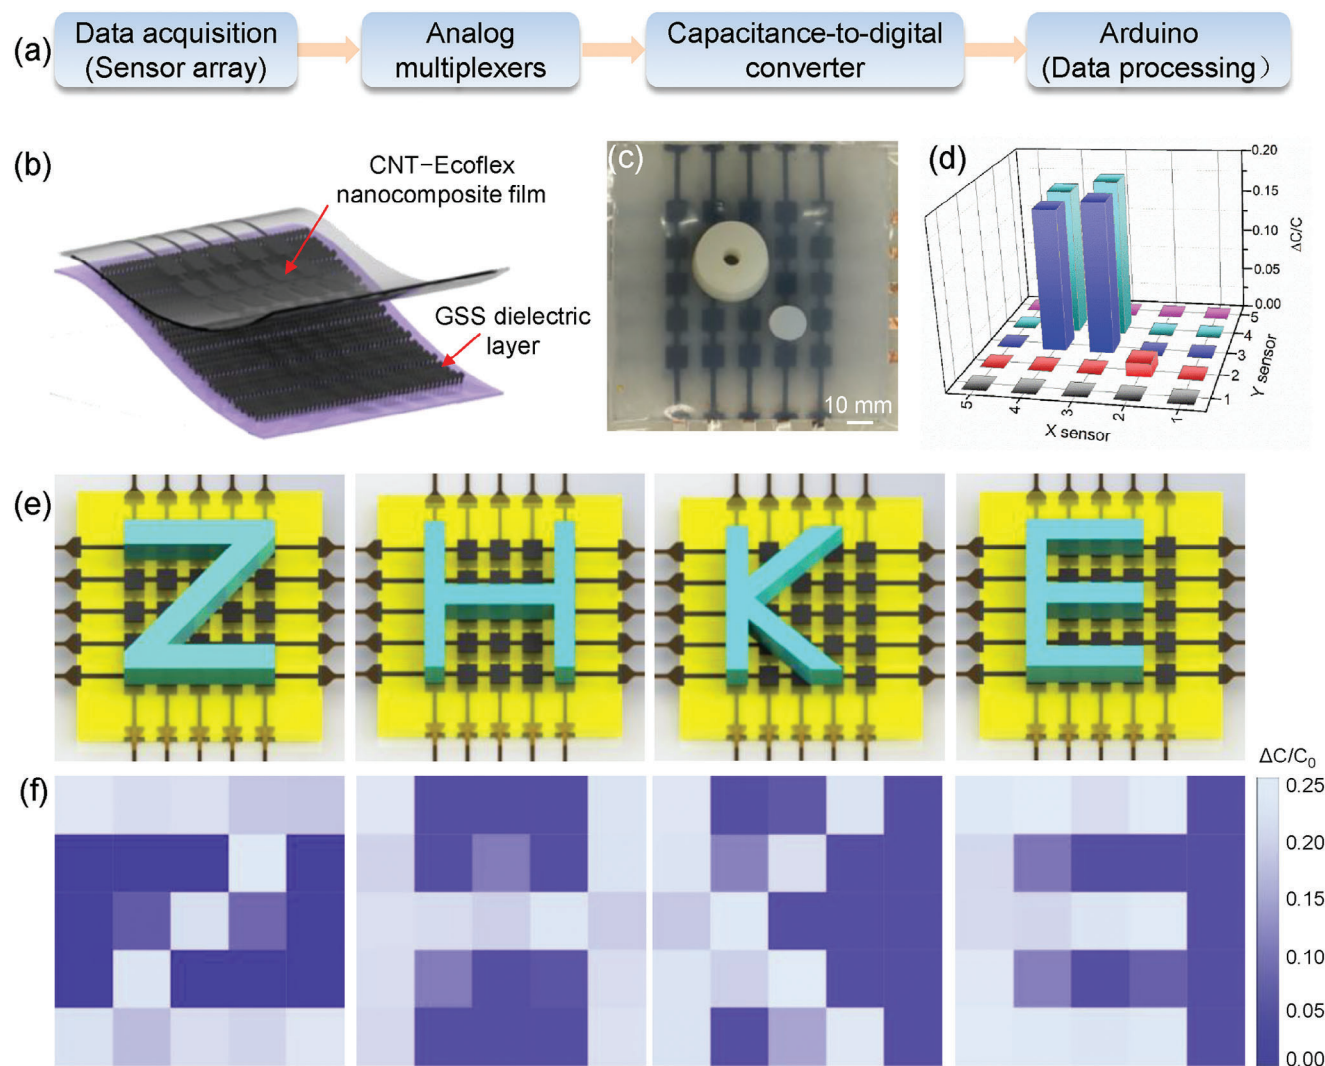 (a)
Data acquisition
(Sensor array)
Analog
multiplexers
Capacitance-to-digital
converter
Arduino
(Data processing）
(b)
CNT−Ecoflex
nanocomposite film
GSS dielectric
layer
(c)
10 mm
(d)
0.20
0.15
0.10
0.05
0.00
ΔC/C
5
4
3
2
1
Y sensor
5
4
3
2
1
X sensor
(e)
(f)
ΔC/C₀
0.25
0.20
0.15
0.10
0.05
0.00